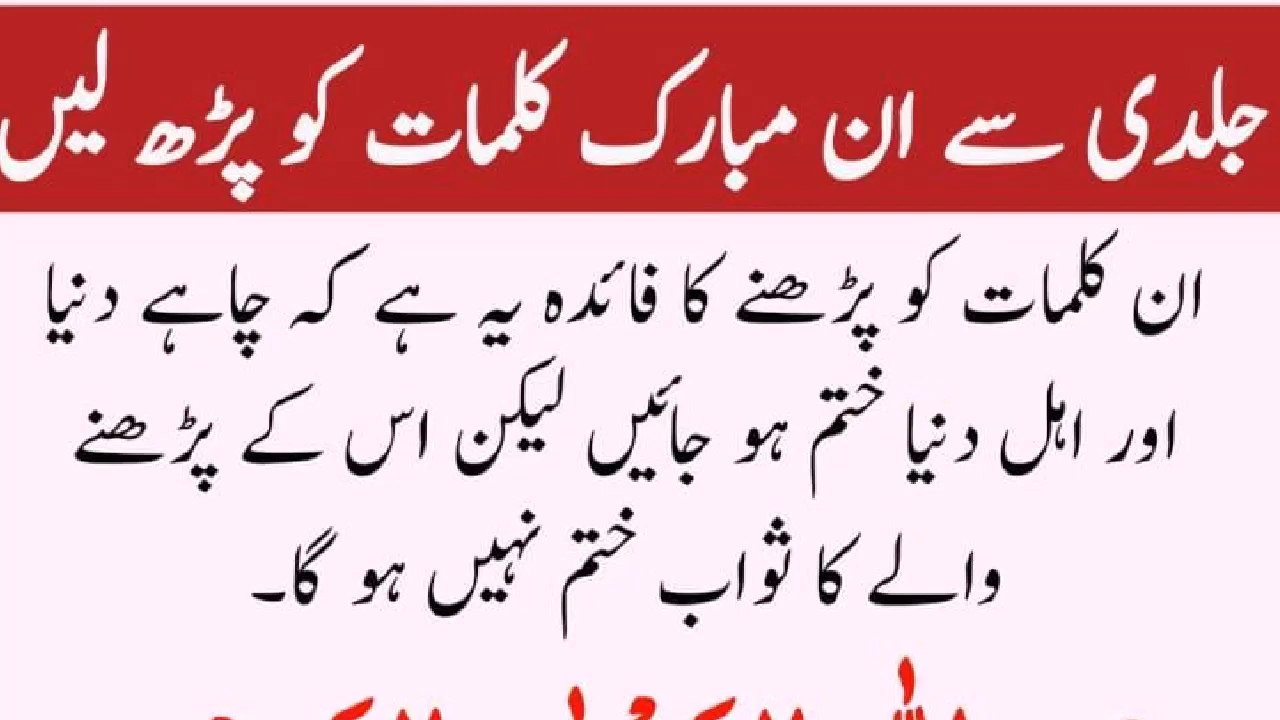 جلدی سے ان مبارک کلمات کو پڑھ لیں
ان کلمات کو پڑھنے کا فائدہ یہ ہے کہ چاہے دنیا
اور اہل دنیا ختم ہو جائیں لیکن اس کے پڑھنے
والے کا ثواب ختم نہیں ہو گا۔